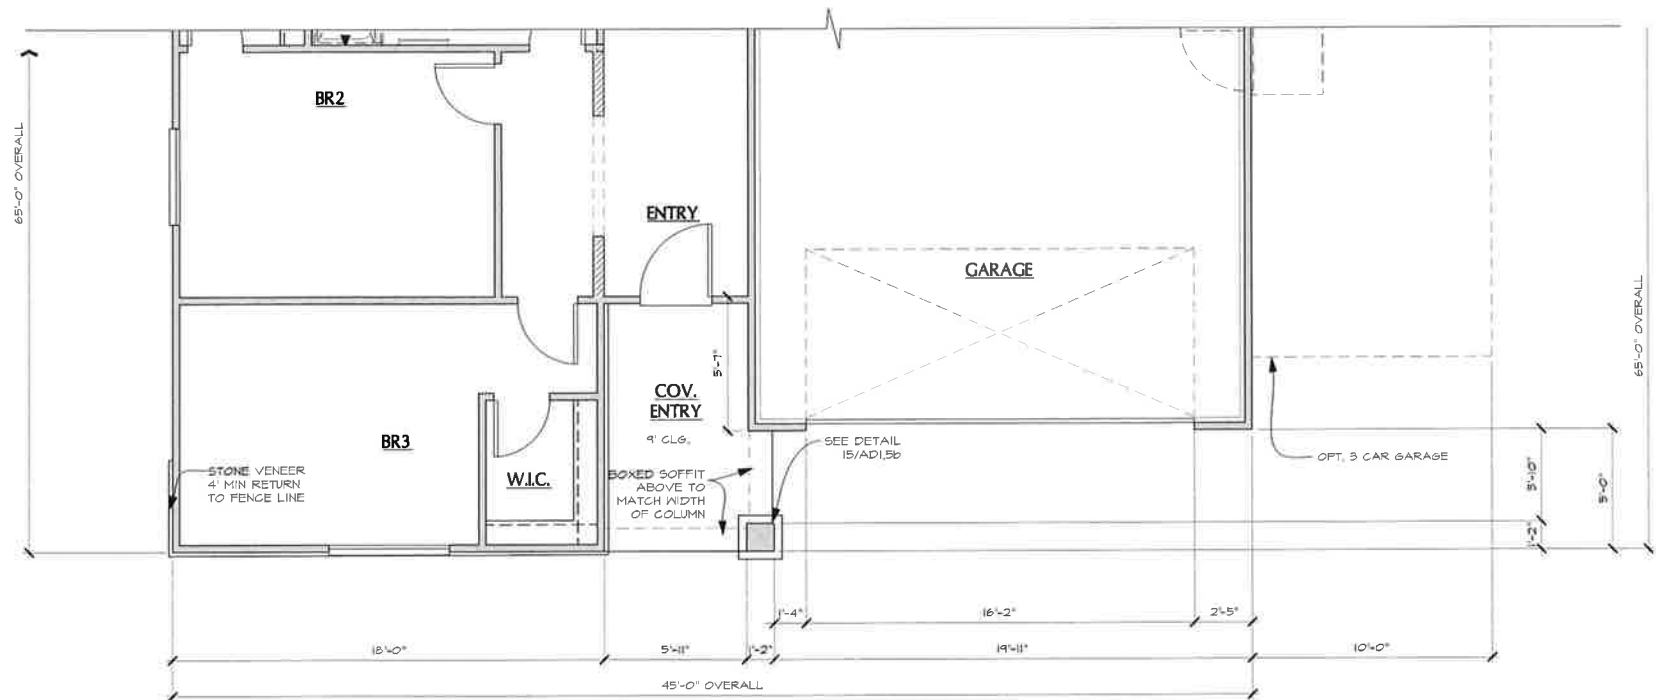 BR2
65'-0" OVERALL
ENTRY
GARAGE
65'-0" OVERALL
5'-7"
COV.
ENTRY
9' CLG.
BR3
SEE DETAIL
15/AD1.5b
OPT. 3 CAR GARAGE
STONE VENEER
4' MIN RETURN
TO FENCE LINE
W.I.C.
BOXED SOFFIT
ABOVE TO
MATCH WIDTH
OF COLUMN
3'-10"
5'-0"
1'-2"
1'-4"
16'-2"
2'-5"
18'-0"
5'-11"
1'-2"
19'-11"
10'-0"
45'-0" OVERALL